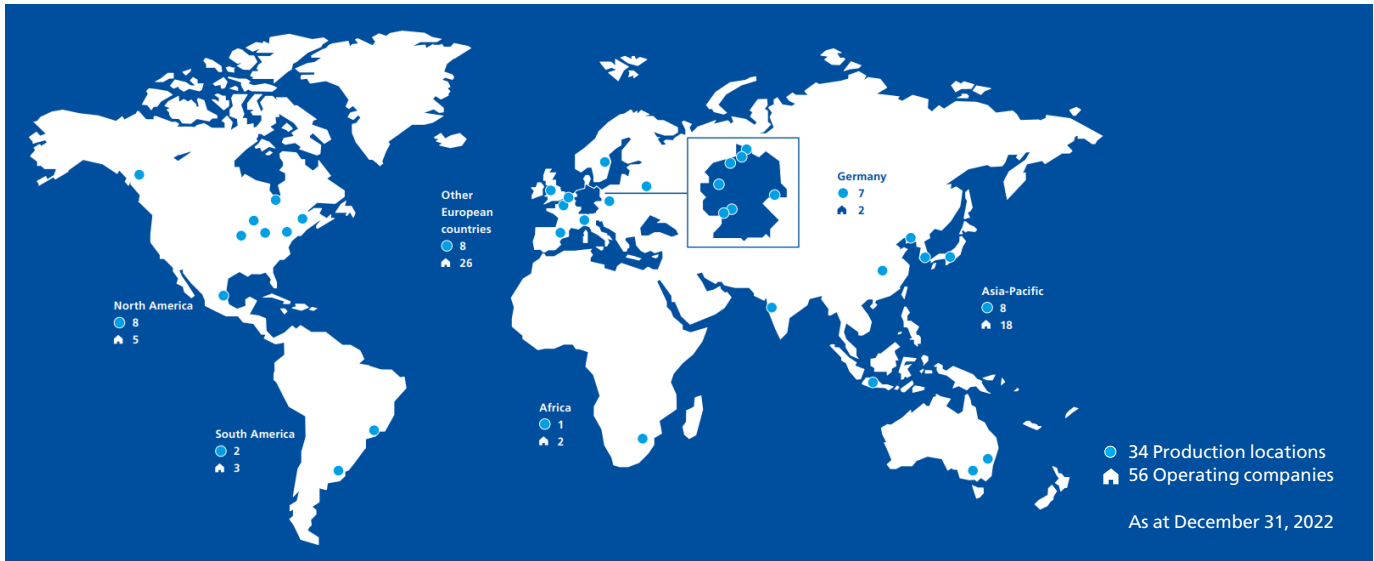 Other
European
countries
8
26
Germany
7
2
North America
8
5
Asia-Pacific
8
18
Africa
1
2
South America
2
3
34 Production locations
56 Operating companies
As at December 31, 2022